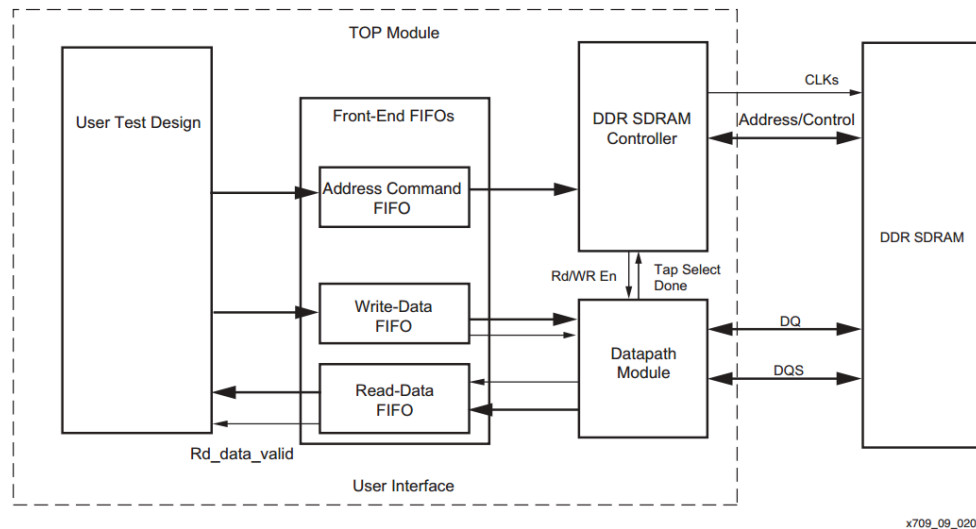 TOP Module
User Test Design
Front-End FIFOs
Address Command
FIFO
Write-Data
FIFO
Read-Data
FIFO
Rd_data_valid
DDR SDRAM
Controller
Rd/WR En
Tap Select
Done
Datapath
Module
CLKs
Address/Control
DQ
DQS
DDR SDRAM
User Interface
x709_09_020